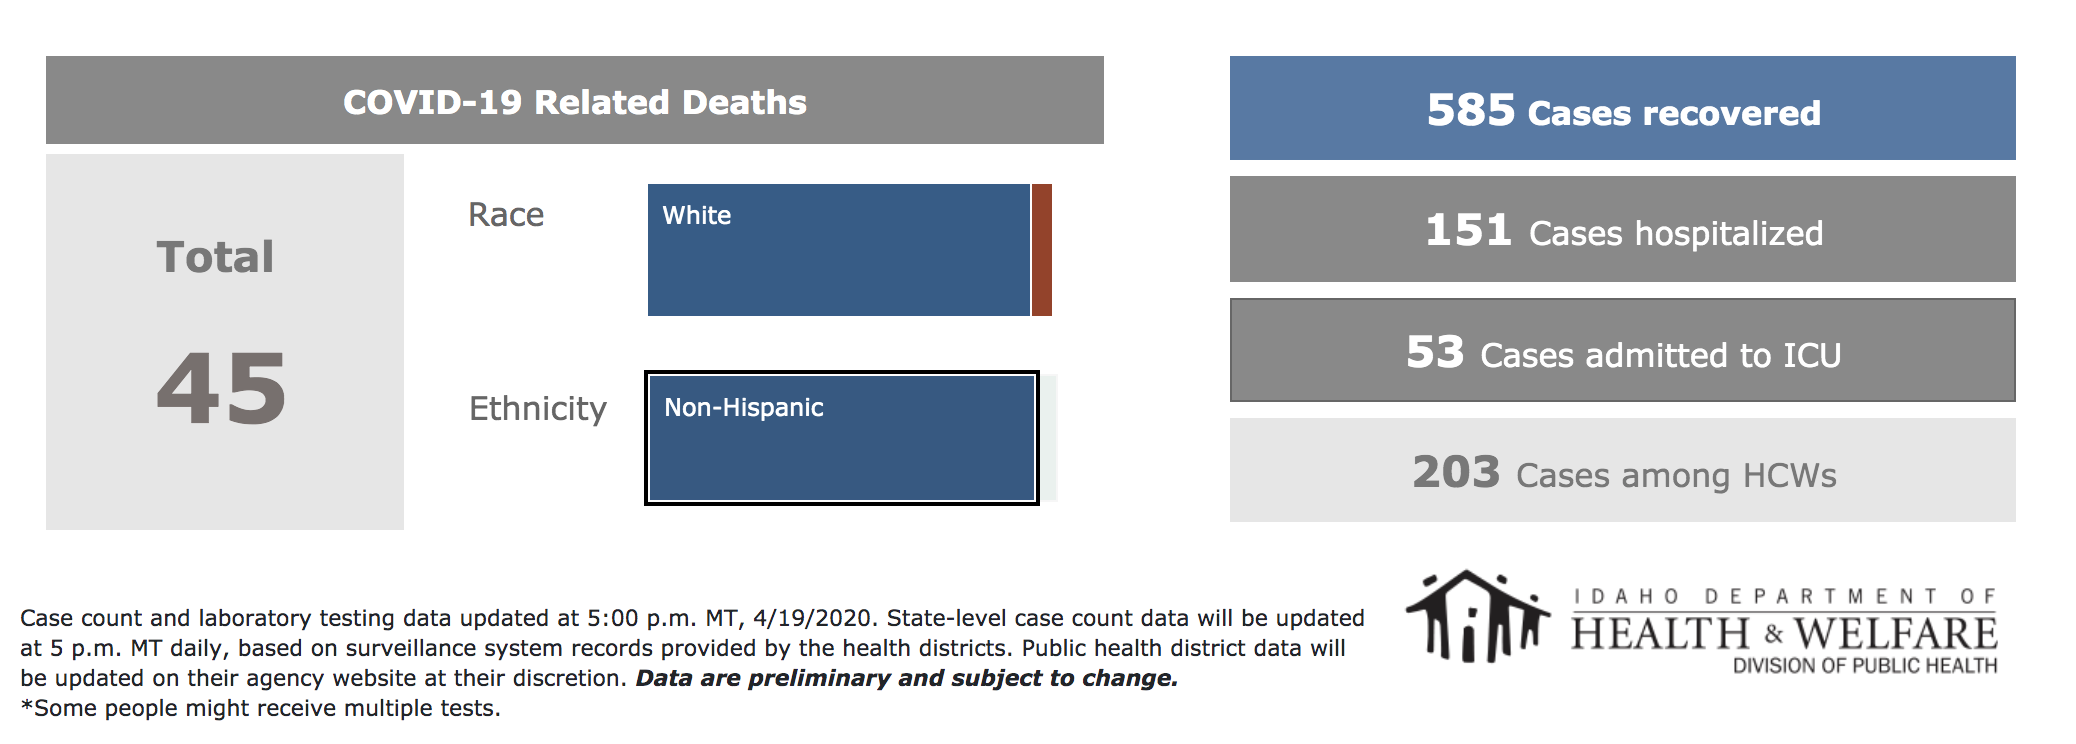 COVID-19 Related Deaths
Total
45
Race
White
Ethnicity
Non-Hispanic
585 Cases recovered
151 Cases hospitalized
53 Cases admitted to ICU
203 Cases among HCWs
Case count and laboratory testing data updated at 5:00 p.m. MT, 4/19/2020. State-level case count data will be updated
at 5 p.m. MT daily, based on surveillance system records provided by the health districts. Public health district data will
be updated on their agency website at their discretion. Data are preliminary and subject to change.
*Some people might receive multiple tests.
IDAHO DEPARTMENT OF
HEALTH & WELFARE
DIVISION OF PUBLIC HEALTH